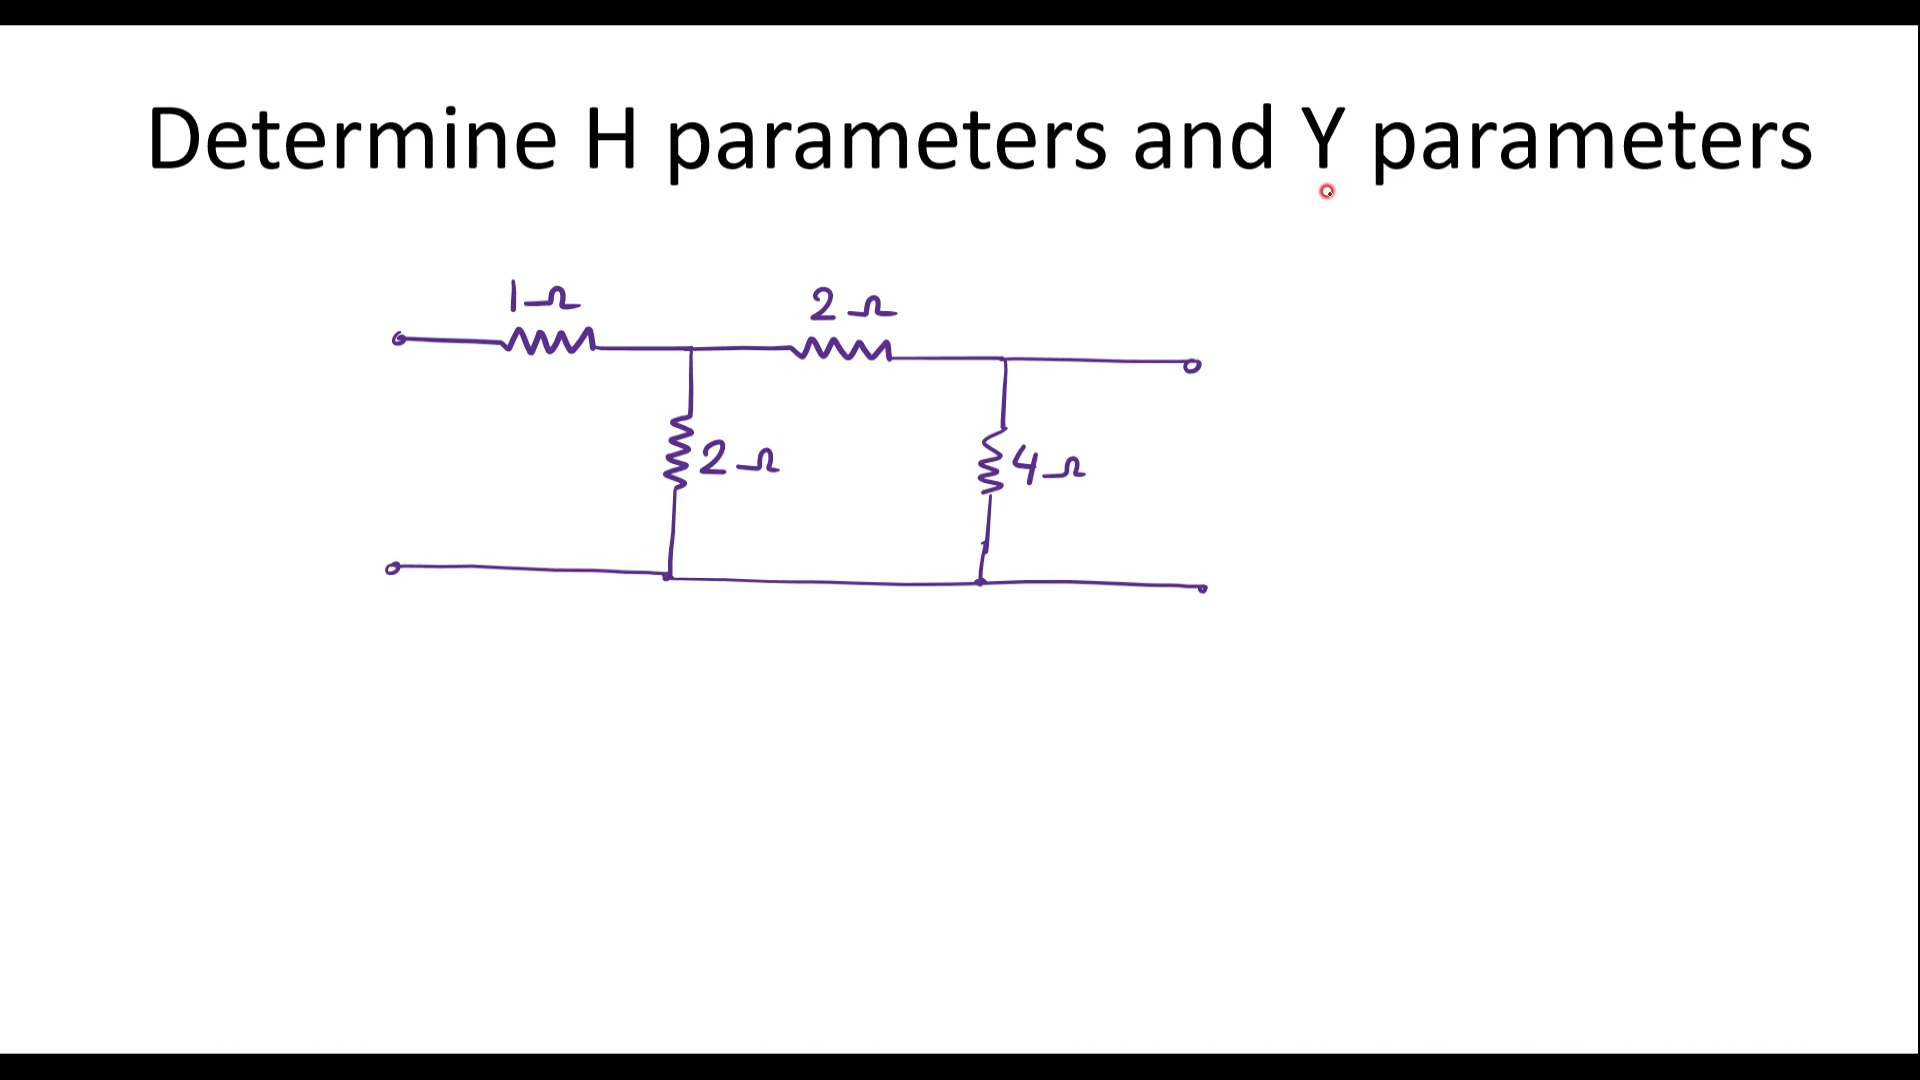 Determine H parameters and Y parameters
1Ω
2Ω
2Ω
4Ω